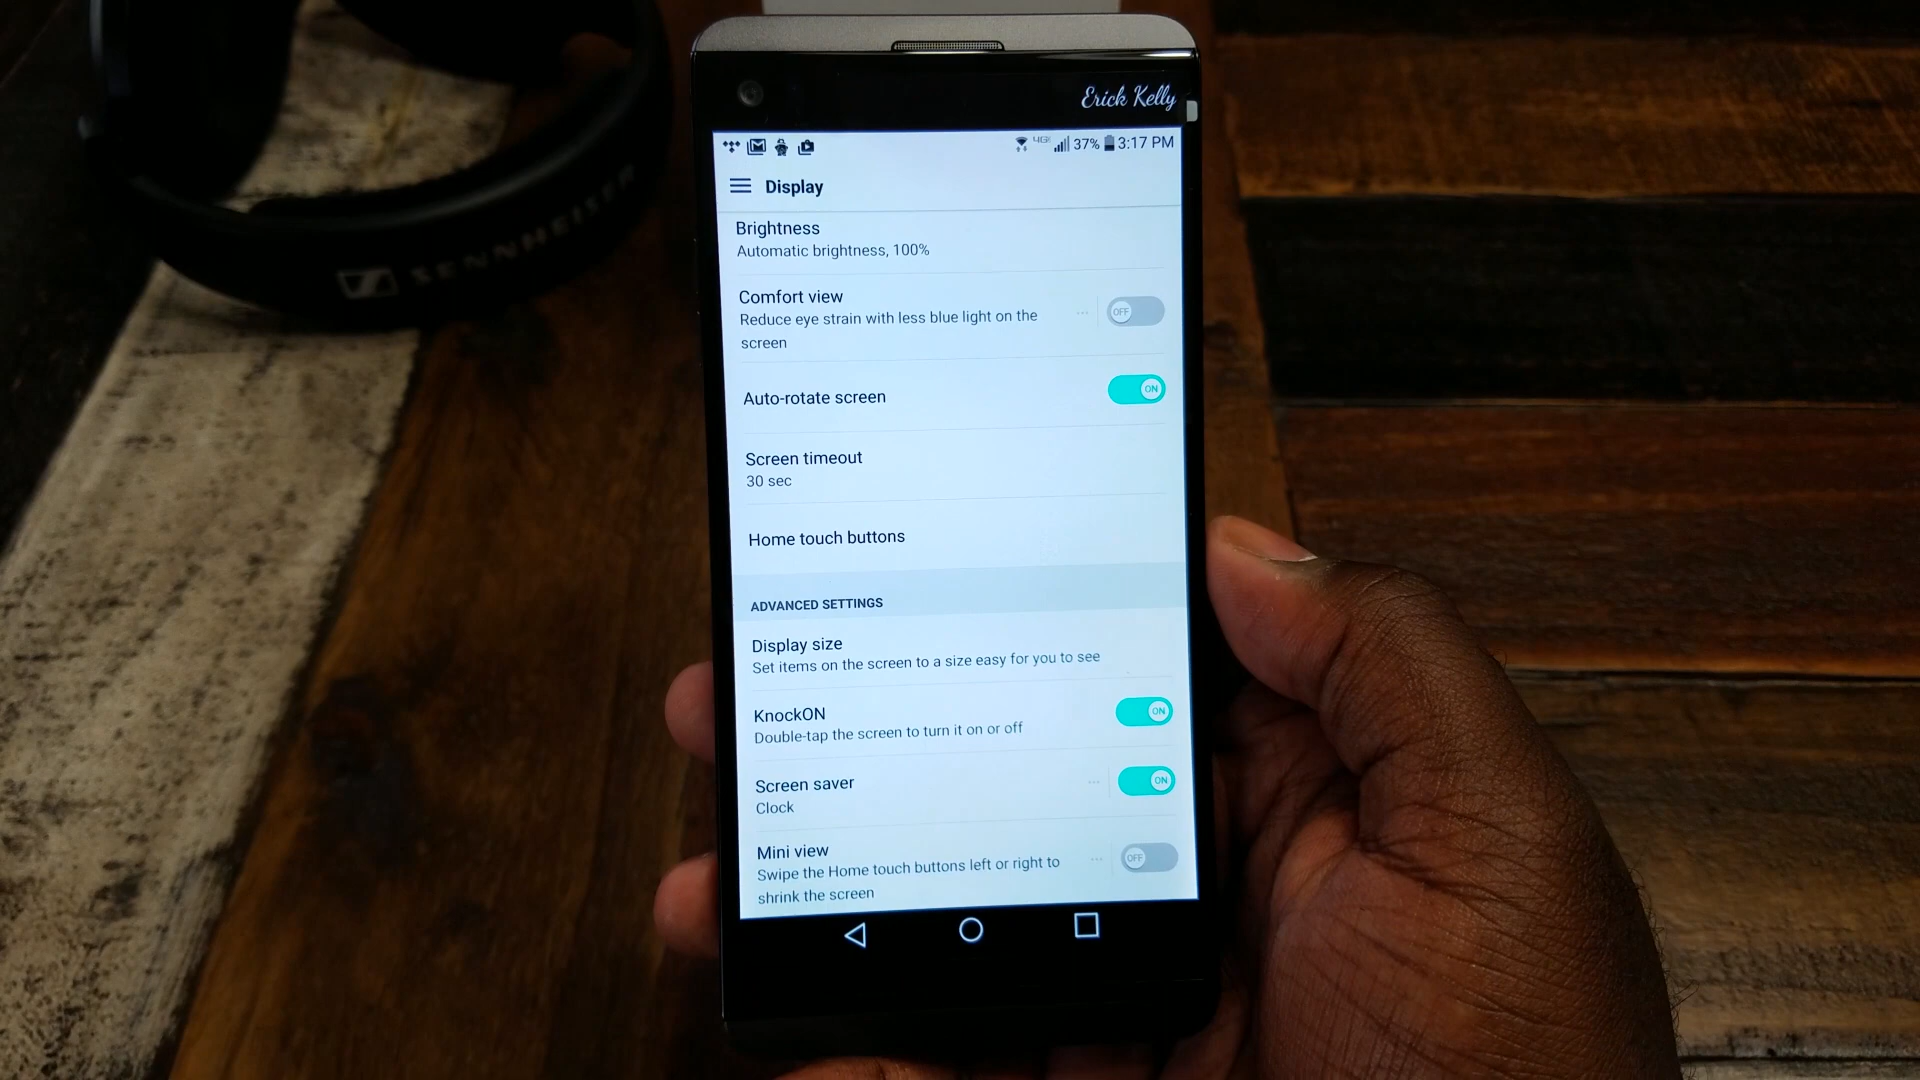 Erick Kelly
4GE 37% 3:17 PM
Display
Brightness
Automatic brightness, 100%
Comfort view
Reduce eye strain with less blue light on the
screen
OFF
Auto-rotate screen
ON
Screen timeout
30 sec
Home touch buttons
ADVANCED SETTINGS
Display size
Set items on the screen to a size easy for you to see
KnockON
Double-tap the screen to turn it on or off
ON
Screen saver
Clock
ON
Mini view
Swipe the Home touch buttons left or right to
shrink the screen
OFF
SENNHEISER